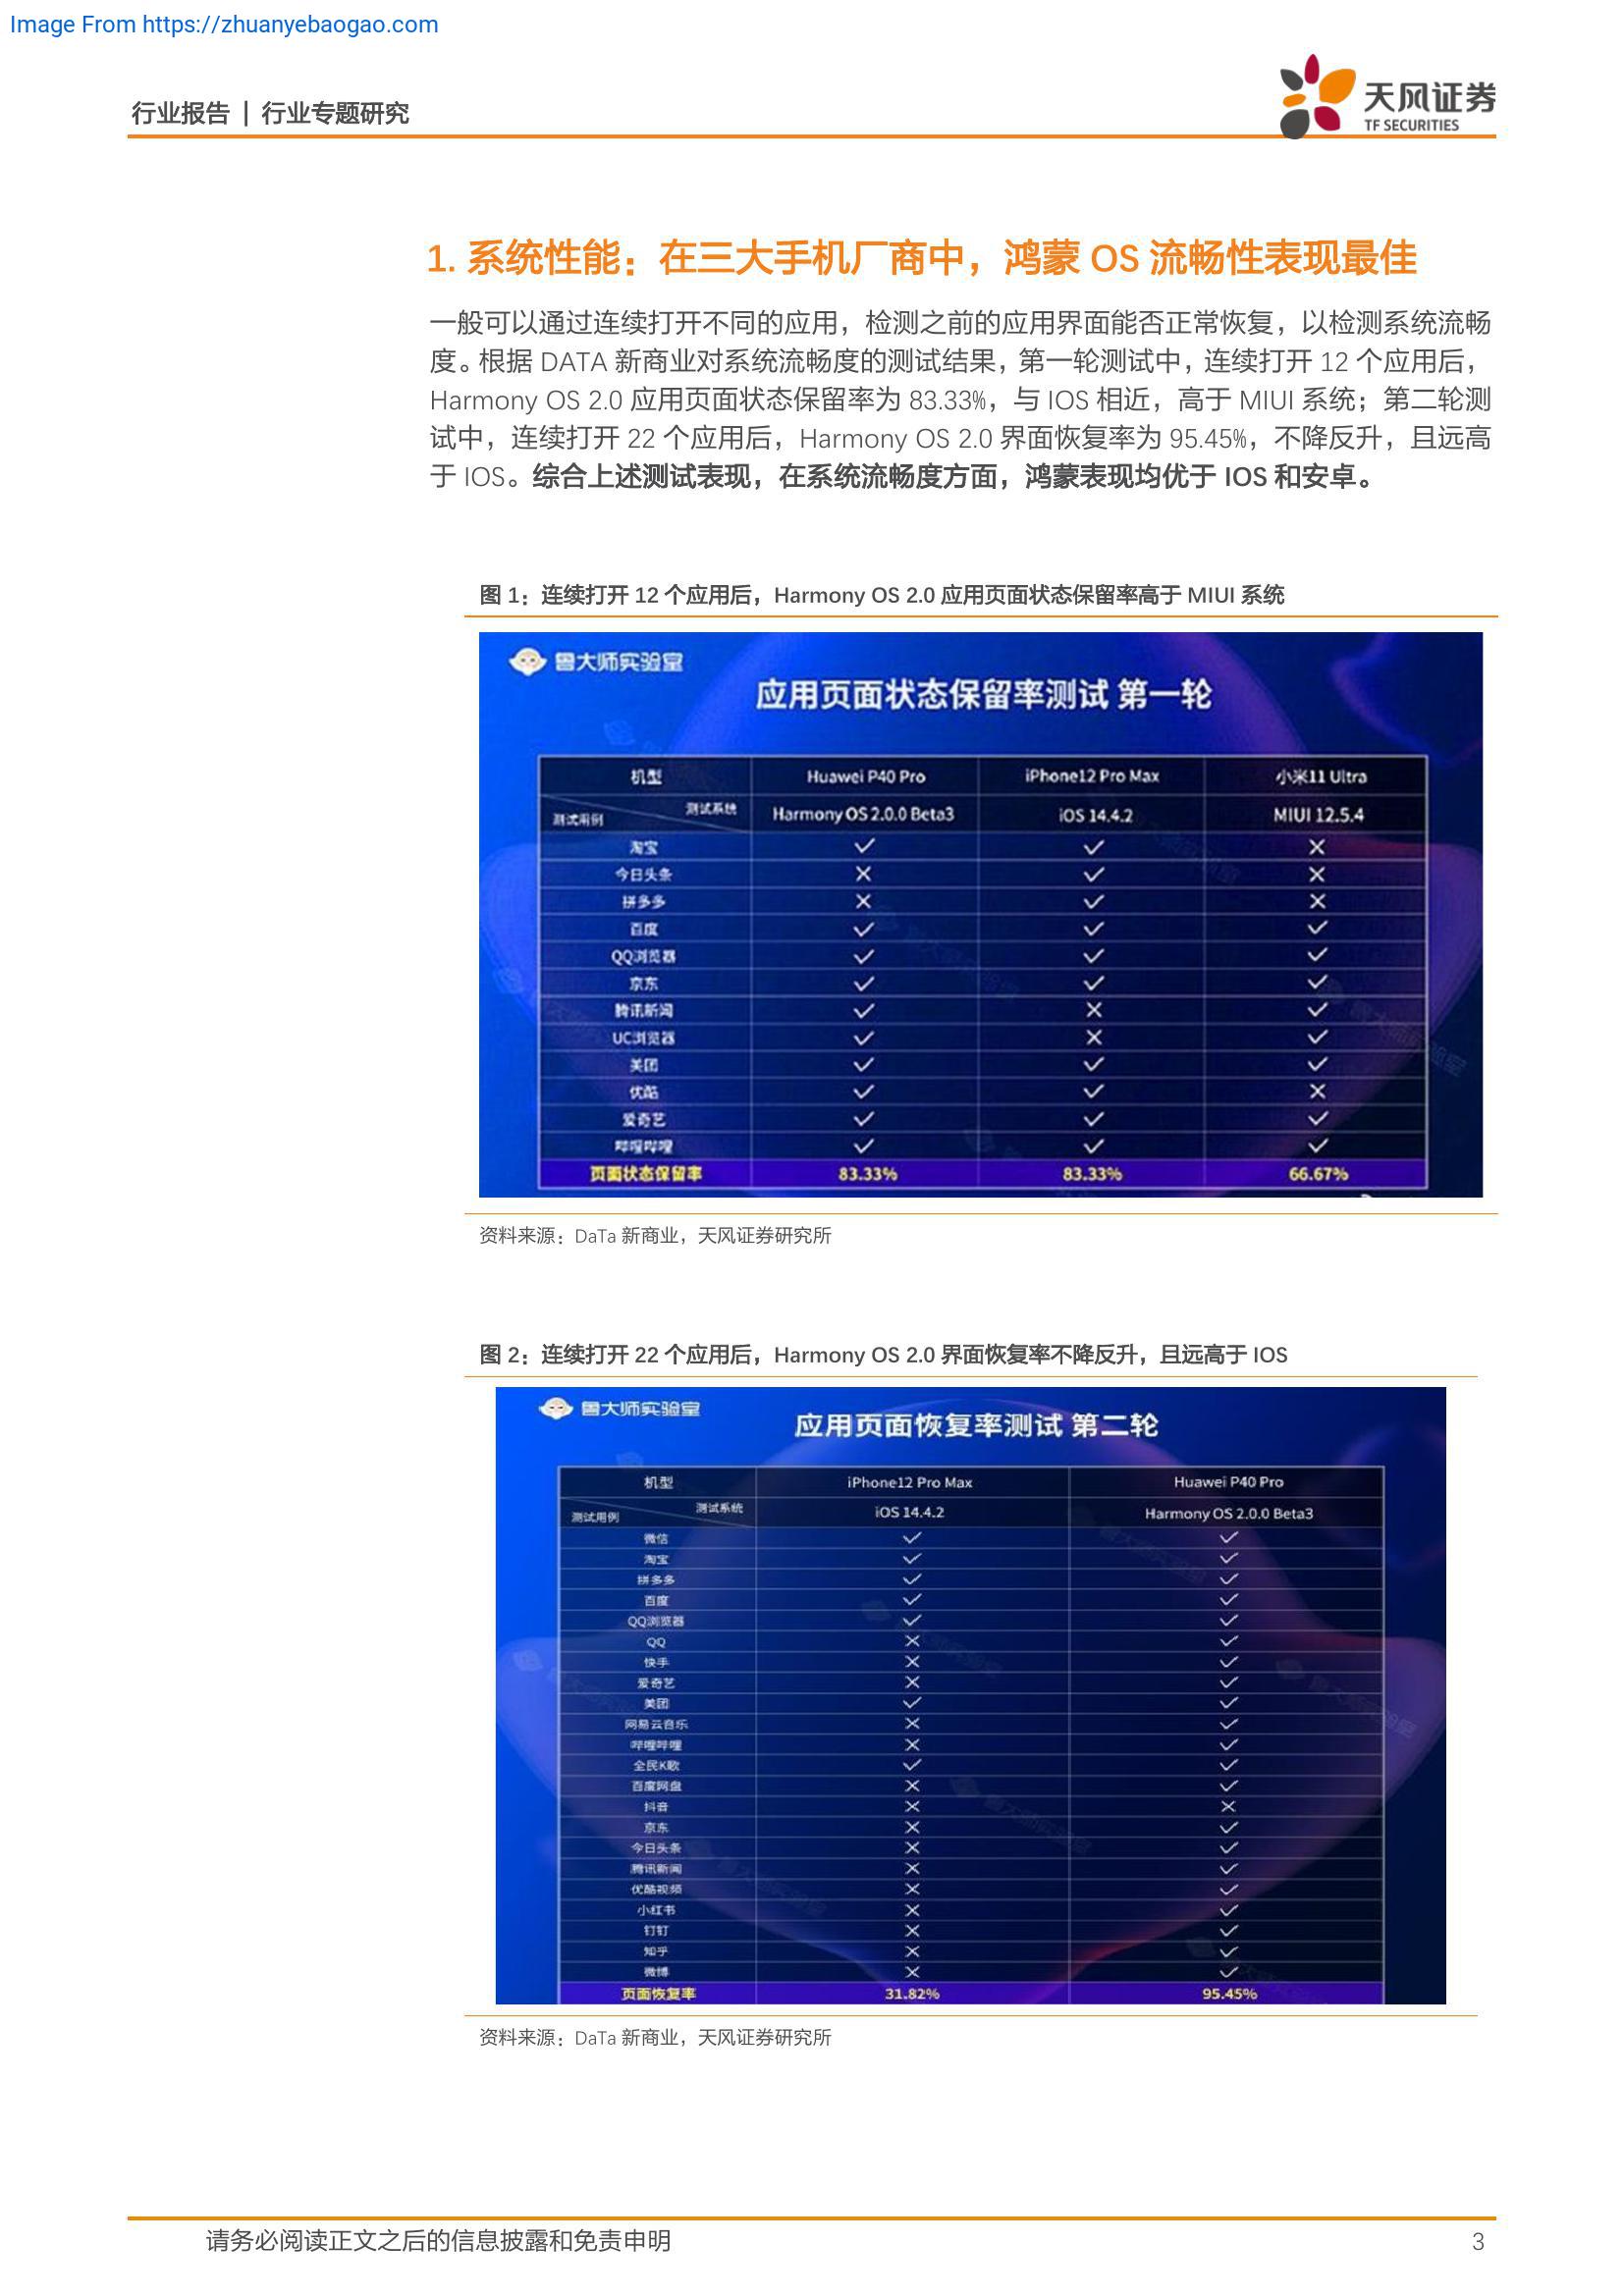 Image From https://zhuanyebaogao.com
行业报告 | 行业专题研究
天风证券
TF SECURITIES
1. 系统性能：在三大手机厂商中，鸿蒙 OS 流畅性表现最佳
一般可以通过连续打开不同的应用，检测之前的应用界面能否正常恢复，以检测系统流畅
度。根据 DATA 新商业对系统流畅度的测试结果，第一轮测试中，连续打开 12 个应用后，
Harmony OS 2.0 应用页面状态保留率为 83.33%，与 IOS 相近，高于 MIUI 系统；第二轮测
试中，连续打开 22 个应用后，Harmony OS 2.0 界面恢复率为 95.45%，不降反升，且远高
于 IOS。综合上述测试表现，在系统流畅度方面，鸿蒙表现均优于 IOS 和安卓。
图 1：连续打开 12 个应用后，Harmony OS 2.0 应用页面状态保留率高于 MIUI 系统
鲁大师实验室
应用页面状态保留率测试 第一轮
机型 Huawei P40 Pro iPhone12 Pro Max 小米11 Ultra
测试用例 测试系统 Harmony OS 2.0.0 Beta3 iOS 14.4.2 MIUI 12.5.4
淘宝 ✓ ✓ ✕
今日头条 ✕ ✓ ✕
拼多多 ✕ ✓ ✕
百度 ✓ ✓ ✓
QQ浏览器 ✓ ✓ ✓
京东 ✓ ✓ ✓
腾讯新闻 ✓ ✕ ✓
UC浏览器 ✓ ✕ ✓
美团 ✓ ✓ ✓
优酷 ✓ ✓ ✕
爱奇艺 ✓ ✓ ✓
哔哩哔哩 ✓ ✓ ✓
页面状态保留率 83.33% 83.33% 66.67%
资料来源：DaTa 新商业，天风证券研究所
图 2：连续打开 22 个应用后，Harmony OS 2.0 界面恢复率不降反升，且远高于 IOS
鲁大师实验室
应用页面恢复率测试 第二轮
机型 iPhone12 Pro Max Huawei P40 Pro
测试用例 测试系统 iOS 14.4.2 Harmony OS 2.0.0 Beta3
微信 ✓ ✓
淘宝 ✓ ✓
拼多多 ✓ ✓
百度 ✓ ✓
QQ浏览器 ✓ ✓
QQ ✕ ✓
快手 ✕ ✓
爱奇艺 ✕ ✓
美团 ✓ ✓
网易云音乐 ✕ ✓
哔哩哔哩 ✕ ✓
全民K歌 ✓ ✓
百度网盘 ✕ ✓
抖音 ✕ ✕
京东 ✕ ✓
今日头条 ✕ ✓
腾讯新闻 ✕ ✓
优酷视频 ✕ ✓
小红书 ✕ ✓
钉钉 ✕ ✓
知乎 ✕ ✓
微博 ✕ ✓
页面恢复率 31.82% 95.45%
资料来源：DaTa 新商业，天风证券研究所
请务必阅读正文之后的信息披露和免责申明 3